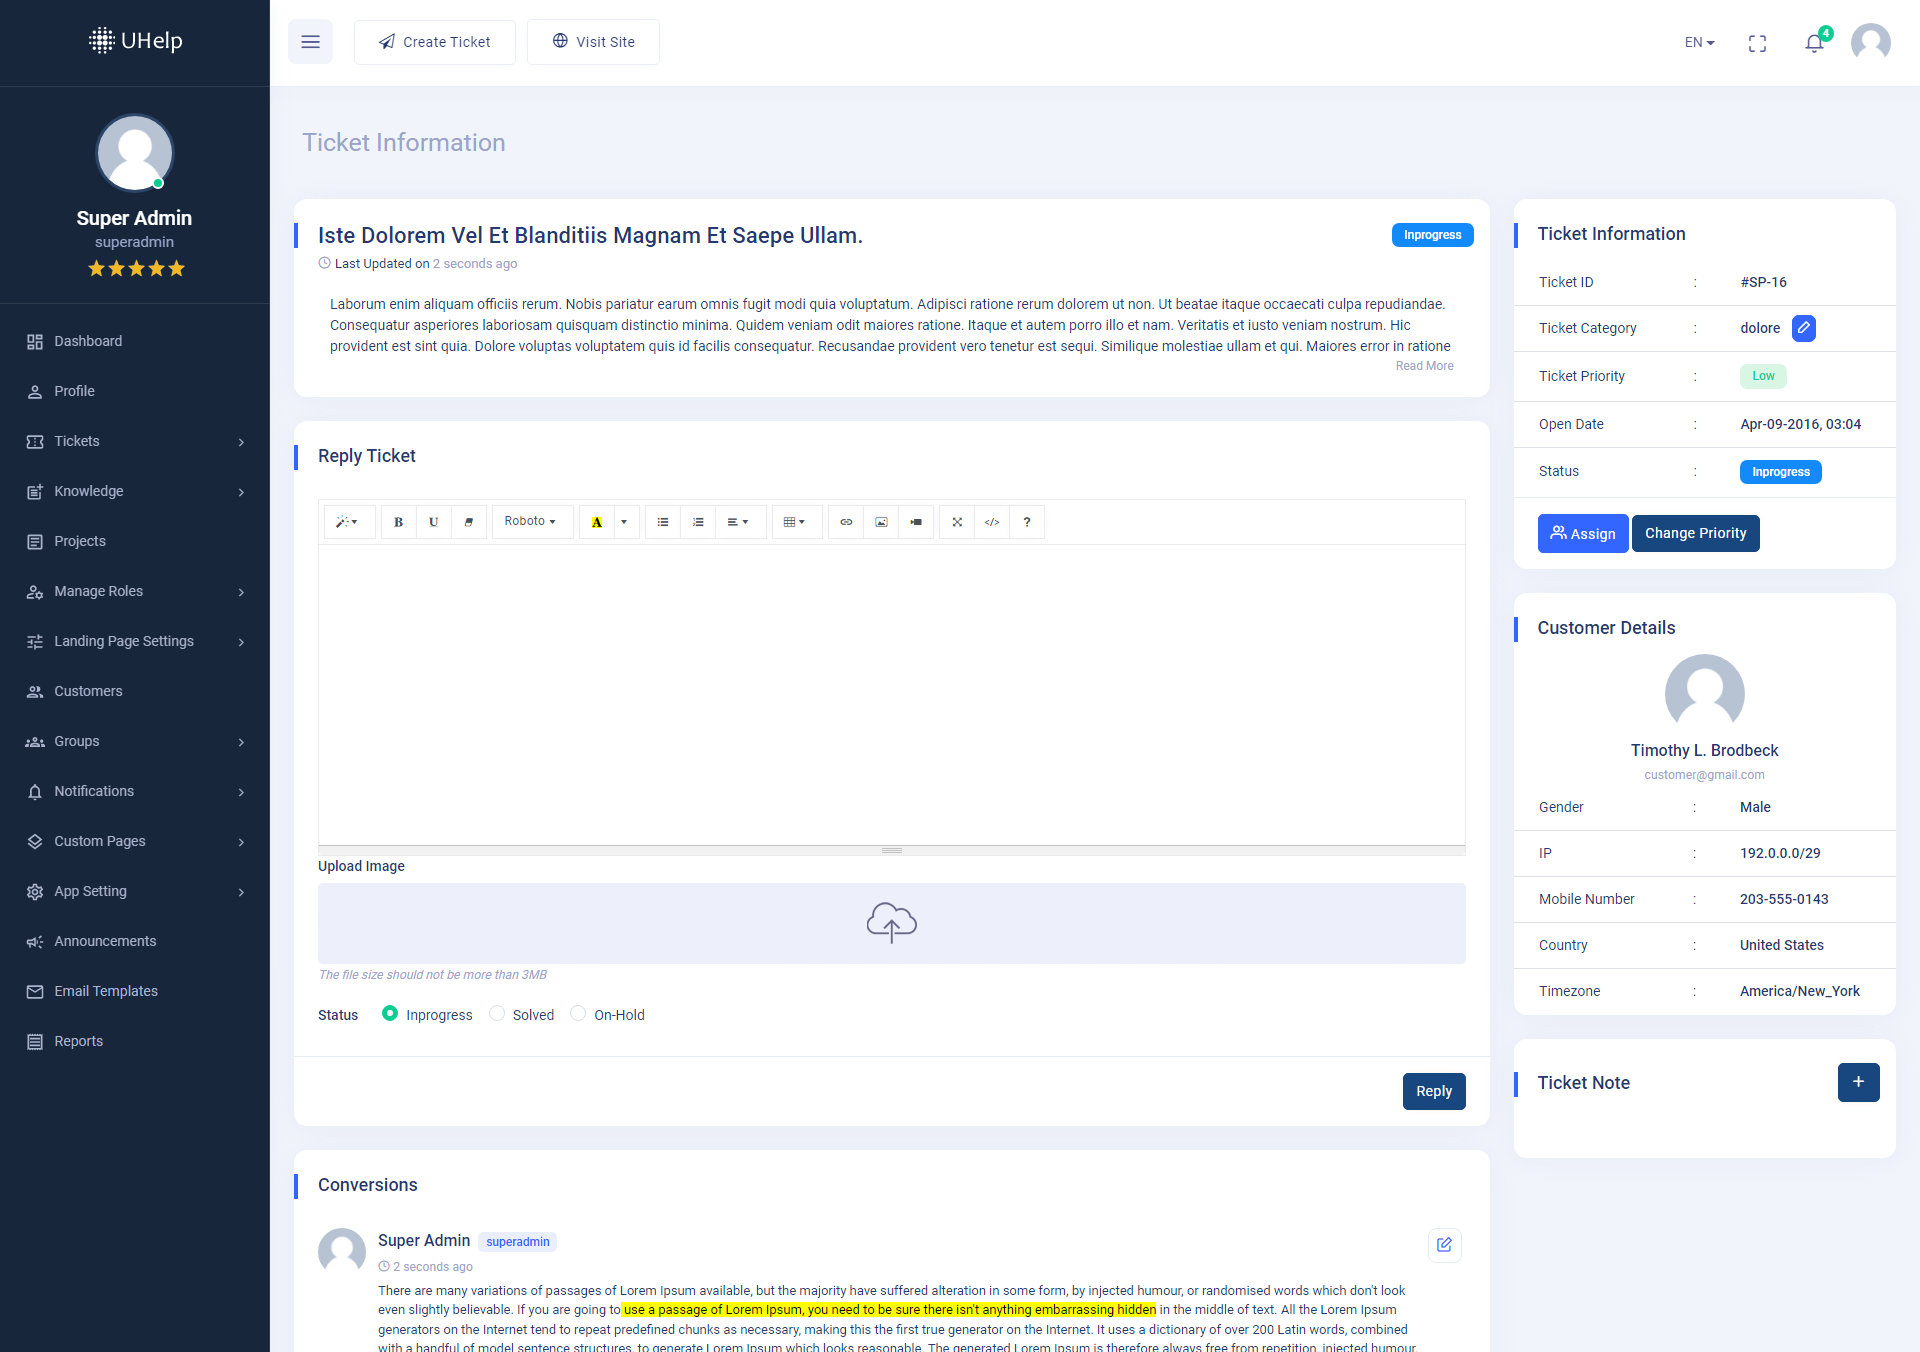 UHelp
Create Ticket
Visit Site
EN
4
Super Admin
superadmin
Dashboard
Profile
Tickets
Knowledge
Projects
Manage Roles
Landing Page Settings
Customers
Groups
Notifications
Custom Pages
App Setting
Announcements
Email Templates
Reports
Ticket Information
Iste Dolorem Vel Et Blanditiis Magnam Et Saepe Ullam.
Inprogress
Last Updated on 2 seconds ago
Laborum enim aliquam officiis rerum. Nobis pariatur earum omnis fugit modi quia voluptatum. Adipisci ratione rerum dolorem ut non. Ut beatae itaque occaecati culpa repudiandae.
Consequatur asperiores laboriosam quisquam distinctio minima. Quidem veniam odit maiores ratione. Itaque et autem porro illo et nam. Veritatis et iusto veniam nostrum. Hic
provident est sint quia. Dolore voluptas voluptatem quis id facilis consequatur. Recusandae provident vero tenetur est sequi. Similique molestiae ullam et qui. Maiores error in ratione
Read More
Reply Ticket
B U Roboto A </> ?
Upload Image
The file size should not be more than 3MB
Status Inprogress Solved On-Hold
Reply
Conversions
Super Admin superadmin
2 seconds ago
There are many variations of passages of Lorem Ipsum available, but the majority have suffered alteration in some form, by injected humour, or randomised words which don't look
even slightly believable. If you are going to use a passage of Lorem Ipsum, you need to be sure there isn't anything embarrassing hidden in the middle of text. All the Lorem Ipsum
generators on the Internet tend to repeat predefined chunks as necessary, making this the first true generator on the Internet. It uses a dictionary of over 200 Latin words, combined
with a handful of model sentence structures, to generate Lorem Ipsum which looks reasonable. The generated Lorem Ipsum is therefore always free from repetition, injected humour,
Ticket Information
Ticket ID : #SP-16
Ticket Category : dolore
Ticket Priority : Low
Open Date : Apr-09-2016, 03:04
Status : Inprogress
Assign
Change Priority
Customer Details
Timothy L. Brodbeck
customer@gmail.com
Gender : Male
IP : 192.0.0.0/29
Mobile Number : 203-555-0143
Country : United States
Timezone : America/New_York
Ticket Note
+